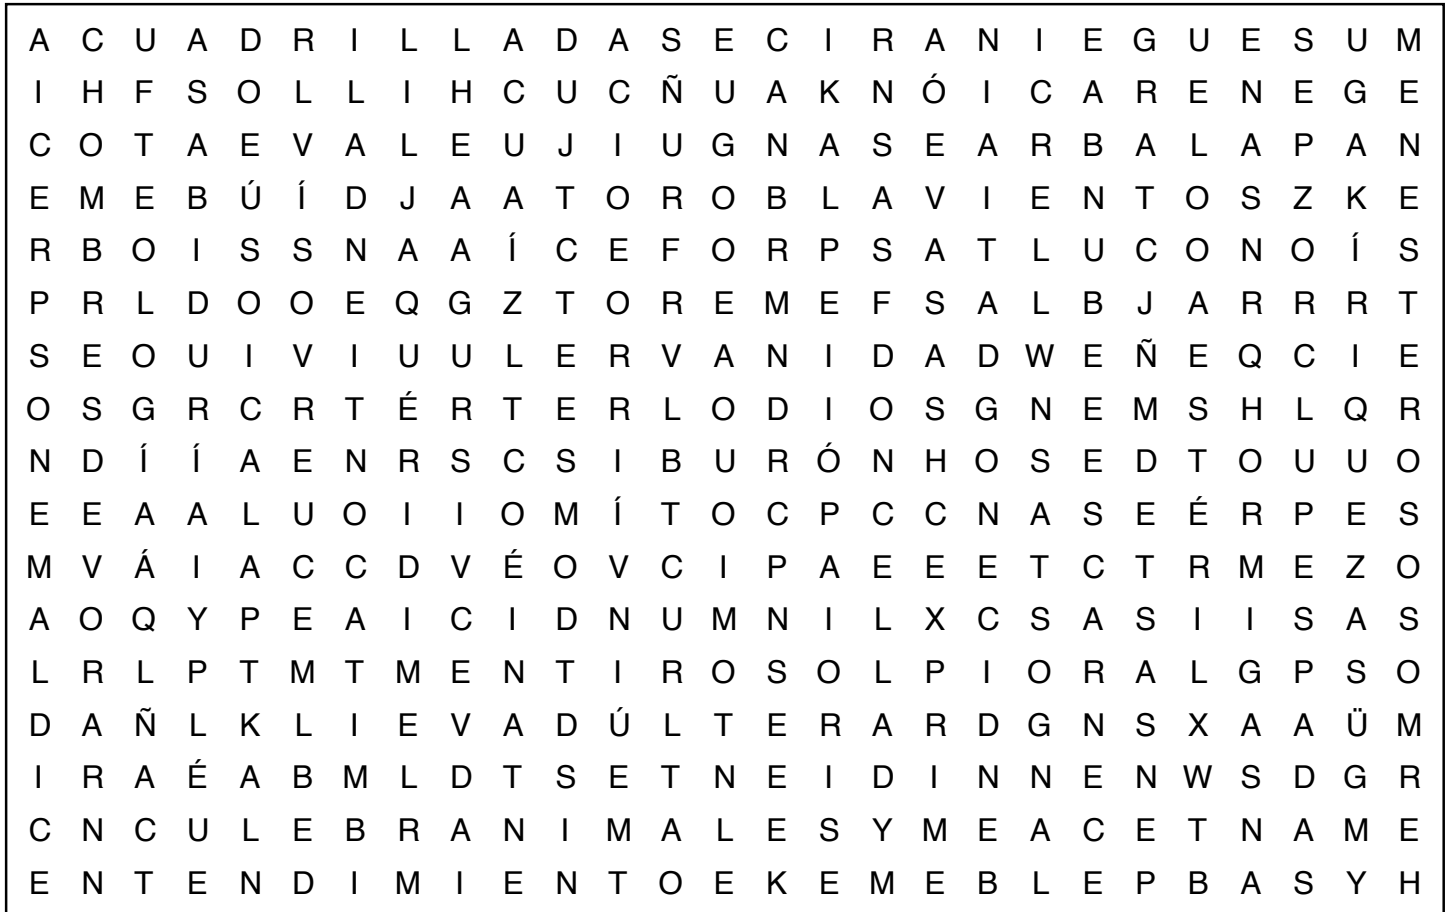 A C U A D R I L L A D A S E C I R A N I E G U E S U M
I H F S O L L I H C U C Ñ U A K N Ó I C A R E N E G E
C O T A E V A L E U J I U G N A S E A R B A L A P A N
E M E B Ú Í D J A A T O R O B L A V I E N T O S Z K E
R B O I S S N A A Í C E F O R P S A T L U C O N O Í S
P R L D O O E Q G Z T O R E M E F S A L B J A R R R T
S E O U I V I U U L E R V A N I D A D W E Ñ E Q C I E
O S G R C R T É R T E R L O D I O S G N E M S H L Q R
N D Í Í A E N R S C S I B U R Ó N H O S E D T O U U O
E E A A L U O I I O M Í T O C P C C N A S E É R P E S
M V Á I A C C D V É O V C I P A E E E T C T R M E Z O
A O Q Y P E A I C I D N U M N I L X C S A S I I S A S
L R L P T M T M E N T I R O S O L P I O R A L G P S O
D A Ñ L K L I E V A D Ú L T E R A R D G N S X A A Ü M
I R A É A B M L D T S E T N E I D I N N E N W S D G R
C N C U L E B R A N I M A L E S Y M E A C E T N A M E
E N T E N D I M I E N T O E K E M E B L E P B A S Y H